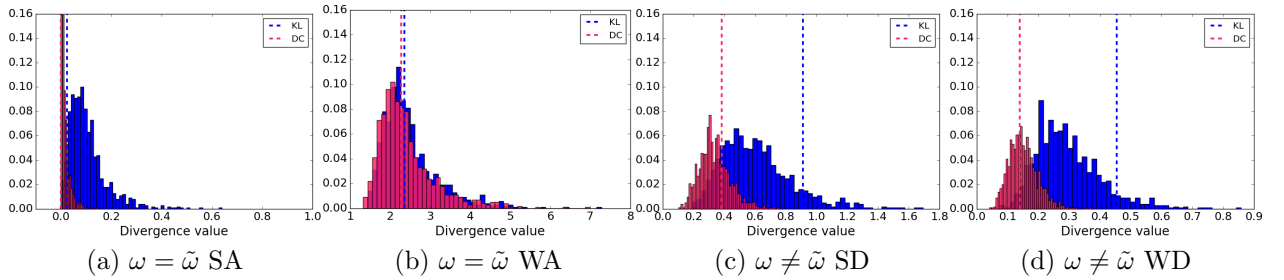 0.16
0.14
0.12
0.10
0.08
0.06
0.04
0.02
0.00
0.0 0.2 0.4 0.6 0.8 1.0
Divergence value
KL
DC
(a) ω = ω̃ SA
0.16
0.14
0.12
0.10
0.08
0.06
0.04
0.02
0.00
1 2 3 4 5 6 7 8
Divergence value
KL
DC
(b) ω = ω̃ WA
0.16
0.14
0.12
0.10
0.08
0.06
0.04
0.02
0.00
0.0 0.2 0.4 0.6 0.8 1.0 1.2 1.4 1.6 1.8
Divergence value
KL
DC
(c) ω ≠ ω̃ SD
0.16
0.14
0.12
0.10
0.08
0.06
0.04
0.02
0.00
0.0 0.1 0.2 0.3 0.4 0.5 0.6 0.7 0.8 0.9
Divergence value
KL
DC
(d) ω ≠ ω̃ WD